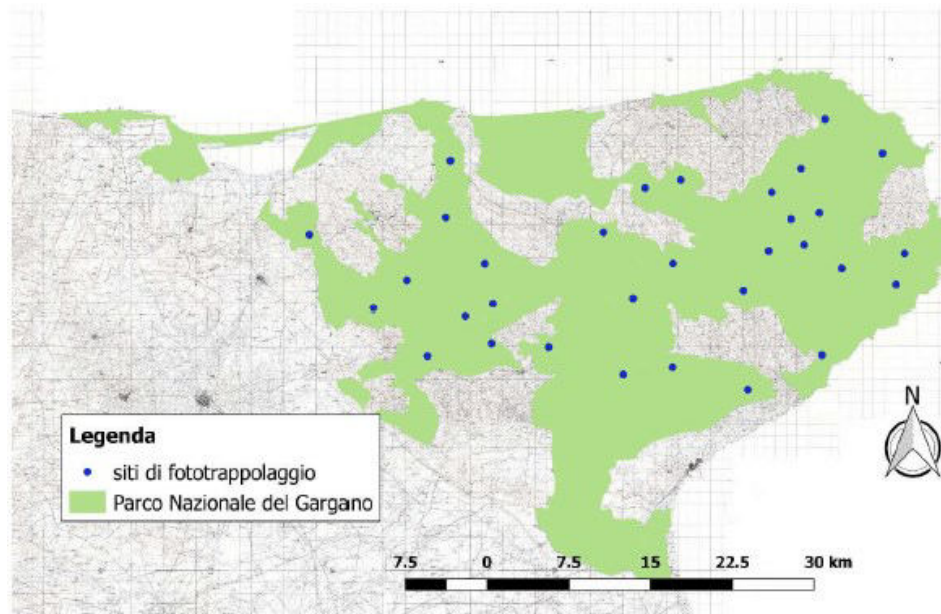 Legenda
siti di fototrappolaggio
Parco Nazionale del Gargano
N
7.5 0 7.5 15 22.5 30 km